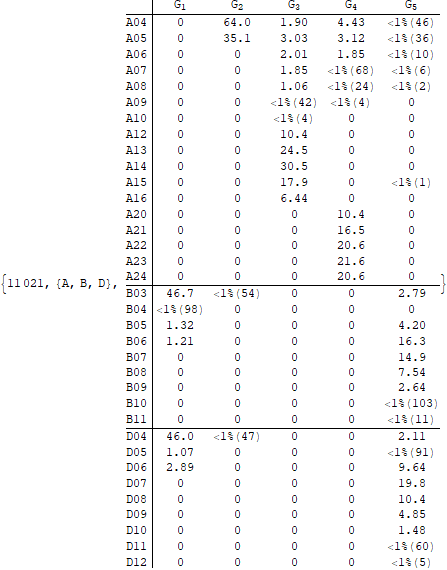 G1 G2 G3 G4 G5
A04 0 64.0 1.90 4.43 <1%(46)
A05 0 35.1 3.03 3.12 <1%(36)
A06 0 0 2.01 1.85 <1%(10)
A07 0 0 1.85 <1%(68) <1%(6)
A08 0 0 1.06 <1%(24) <1%(2)
A09 0 0 <1%(42) <1%(4) 0
A10 0 0 <1%(4) 0 0
A12 0 0 10.4 0 0
A13 0 0 24.5 0 0
A14 0 0 30.5 0 0
A15 0 0 17.9 0 <1%(1)
A16 0 0 6.44 0 0
A20 0 0 0 10.4 0
A21 0 0 0 16.5 0
A22 0 0 0 20.6 0
A23 0 0 0 21.6 0
A24 0 0 0 20.6 0
{11021, {A, B, D}, }
B03 46.7 <1%(54) 0 0 2.79
B04 <1%(98) 0 0 0 0
B05 1.32 0 0 0 4.20
B06 1.21 0 0 0 16.3
B07 0 0 0 0 14.9
B08 0 0 0 0 7.54
B09 0 0 0 0 2.64
B10 0 0 0 0 <1%(103)
B11 0 0 0 0 <1%(11)
D04 46.0 <1%(47) 0 0 2.11
D05 1.07 0 0 0 <1%(91)
D06 2.89 0 0 0 9.64
D07 0 0 0 0 19.8
D08 0 0 0 0 10.4
D09 0 0 0 0 4.85
D10 0 0 0 0 1.48
D11 0 0 0 0 <1%(60)
D12 0 0 0 0 <1%(5)